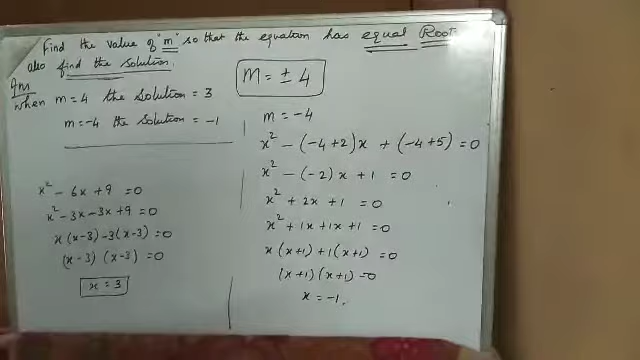 Find the value of "m" so that the equation has equal Root
also find the solution.
m = ± 4
when m=4 the solution = 3
m=-4 the solution = -1
x² - 6x + 9 = 0
x² - 3x - 3x + 9 = 0
x(x-3) - 3(x-3) = 0
(x-3) (x-3) = 0
x = 3
m = -4
x² - (-4+2)x + (-4+5) = 0
x² - (-2)x + 1 = 0
x² + 2x + 1 = 0
x² + 1x + 1x + 1 = 0
x(x+1) + 1(x+1) = 0
(x+1) (x+1) = 0
x = -1.